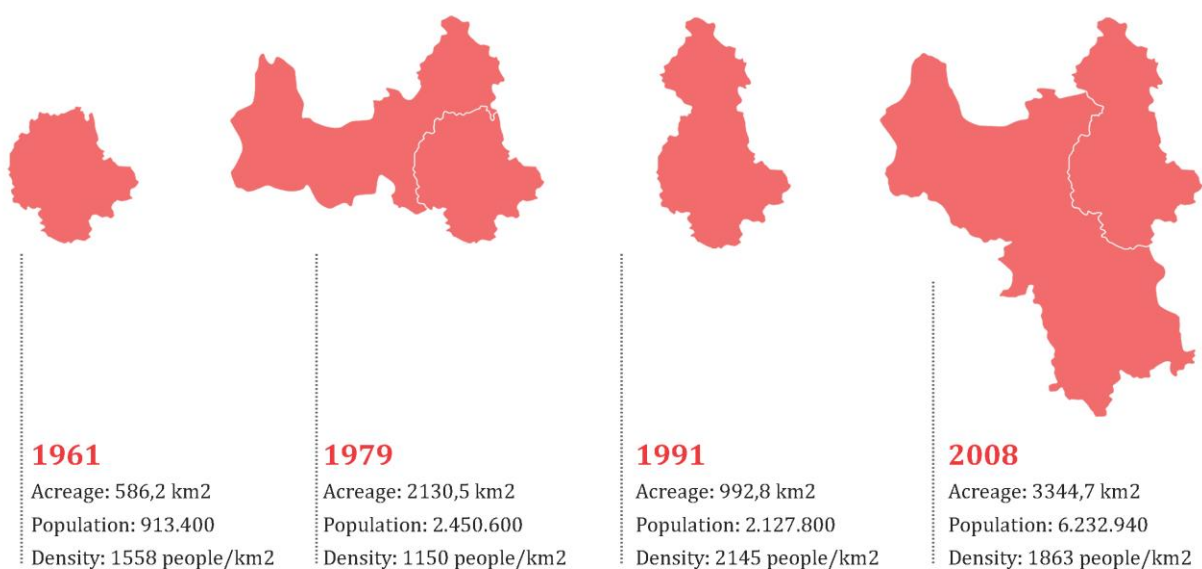 1961
Acreage: 586,2 km2
Population: 913.400
Density: 1558 people/km2
1979
Acreage: 2130,5 km2
Population: 2.450.600
Density: 1150 people/km2
1991
Acreage: 992,8 km2
Population: 2.127.800
Density: 2145 people/km2
2008
Acreage: 3344,7 km2
Population: 6.232.940
Density: 1863 people/km2